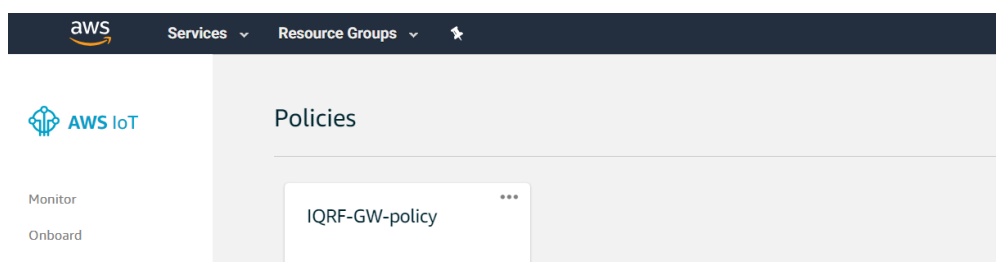 aws Services Resource Groups
AWS IoT
Policies
Monitor
Onboard
IQRF-GW-policy